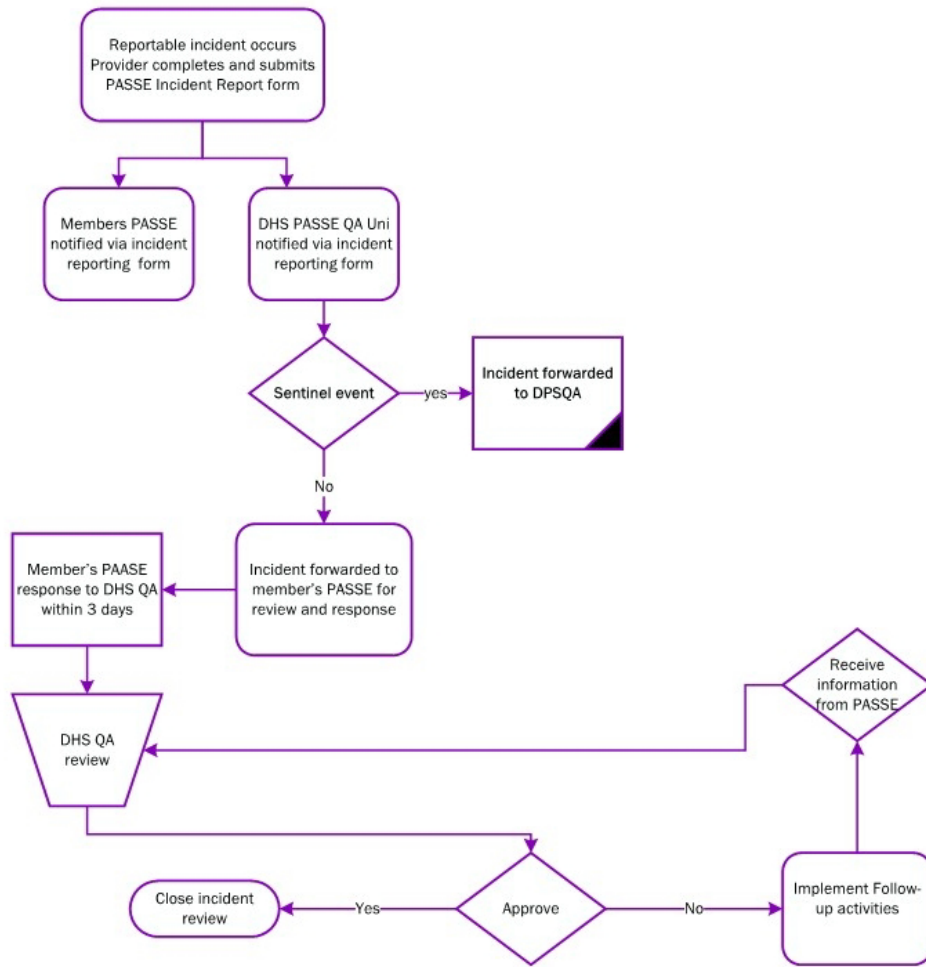 Reportable incident occurs
Provider completes and submits
PASSE Incident Report form
Members PASSE
notified via incident
reporting form
DHS PASSE QA Uni
notified via incident
reporting form
Sentinel event
yes
Incident forwarded
to DPSQA
No
Member's PAASE
response to DHS QA
within 3 days
Incident forwarded to
member's PASSE for
review and response
Receive
information
from PASSE
DHS QA
review
Close incident
review
Yes
Approve
No
Implement Follow-
up activities